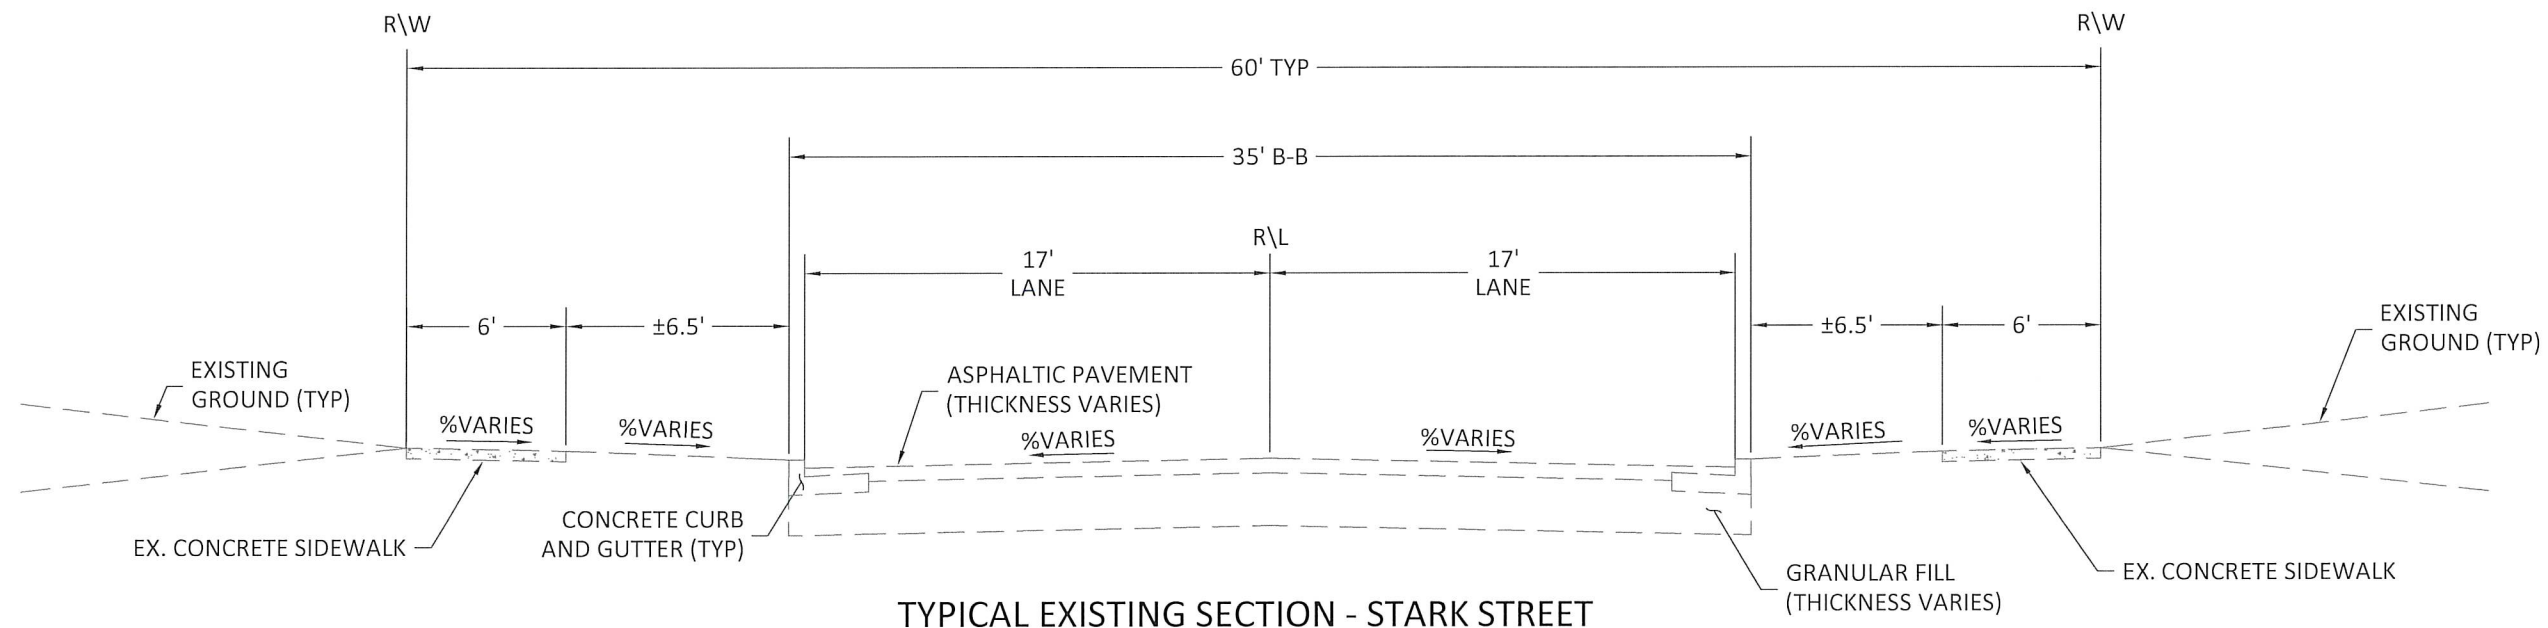 R\W
R\W
60' TYP
35' B-B
R\L
17'
LANE
17'
LANE
6'
±6.5'
±6.5'
6'
EXISTING
GROUND (TYP)
EXISTING
GROUND (TYP)
ASPHALTIC PAVEMENT
(THICKNESS VARIES)
%VARIES
%VARIES
%VARIES
%VARIES
%VARIES
%VARIES
CONCRETE CURB
AND GUTTER (TYP)
EX. CONCRETE SIDEWALK
GRANULAR FILL
(THICKNESS VARIES)
EX. CONCRETE SIDEWALK
TYPICAL EXISTING SECTION - STARK STREET